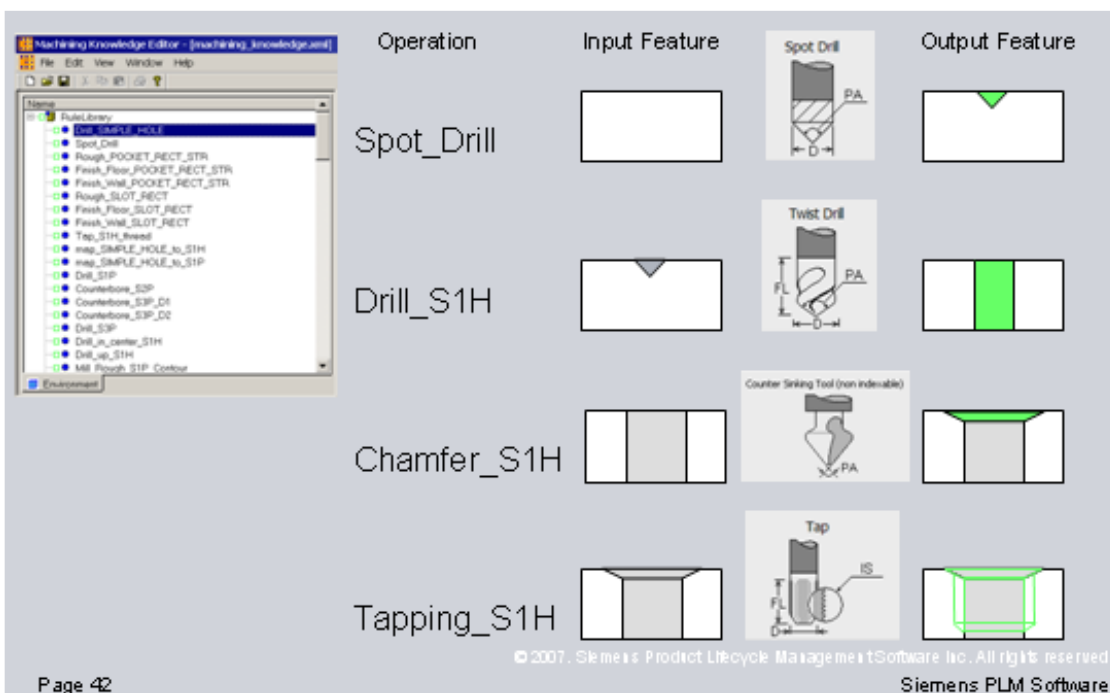 Machining Knowledge Editor - [machining_knowledge.xml]
File Edit View Window Help
Name
RuleLibrary
Drill_SIMPLE_HOLE
Spot_Drill
Rough_POCKET_RECT_STR
Finish_Floor_POCKET_RECT_STR
Finish_Wall_POCKET_RECT_STR
Rough_SLOT_RECT
Finish_Floor_SLOT_RECT
Finish_Wall_SLOT_RECT
Tap_S1H_thread
map_SIMPLE_HOLE_to_S1H
map_SIMPLE_HOLE_to_S1P
Drill_S1P
Counterbore_S2P
Counterbore_S3P_D1
Counterbore_S3P_D2
Drill_S3P
Drill_in_center_S1H
Drill_up_S1H
Mill_Rough_S1P_Contour
Environment
Operation Input Feature Output Feature
Spot_Drill
Spot Drill
PA
D
Drill_S1H
Twist Drill
FL
PA
D
Chamfer_S1H
Counter Sinking Tool (non indexable)
PA
Tapping_S1H
Tap
IS
FL
D
© 2007. Siemens Product Lifecycle Management Software Inc. All rights reserved
Page 42
Siemens PLM Software